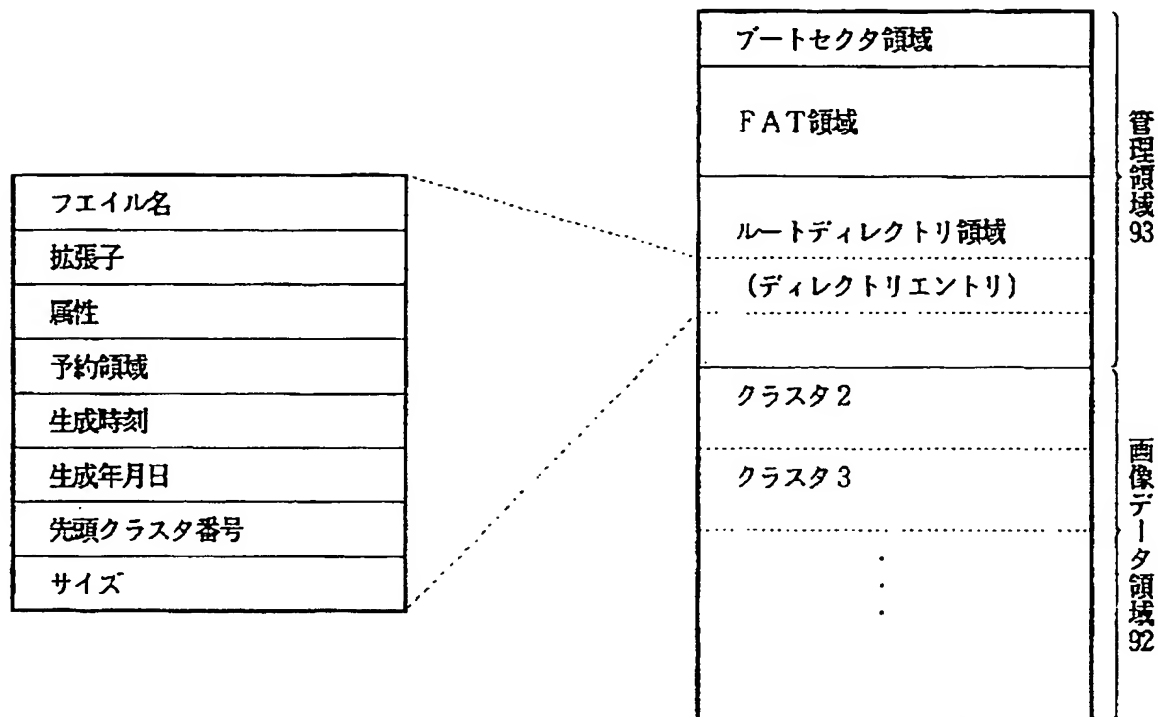 フエイル名
拡張子
属性
予約領域
生成時刻
生成年月日
先頭クラスタ番号
サイズ
ブートセクタ領域
FAT領域
ルートディレクトリ領域
(ディレクトリエントリ)
クラスタ2
クラスタ3
管理領域93
画像データ領域92